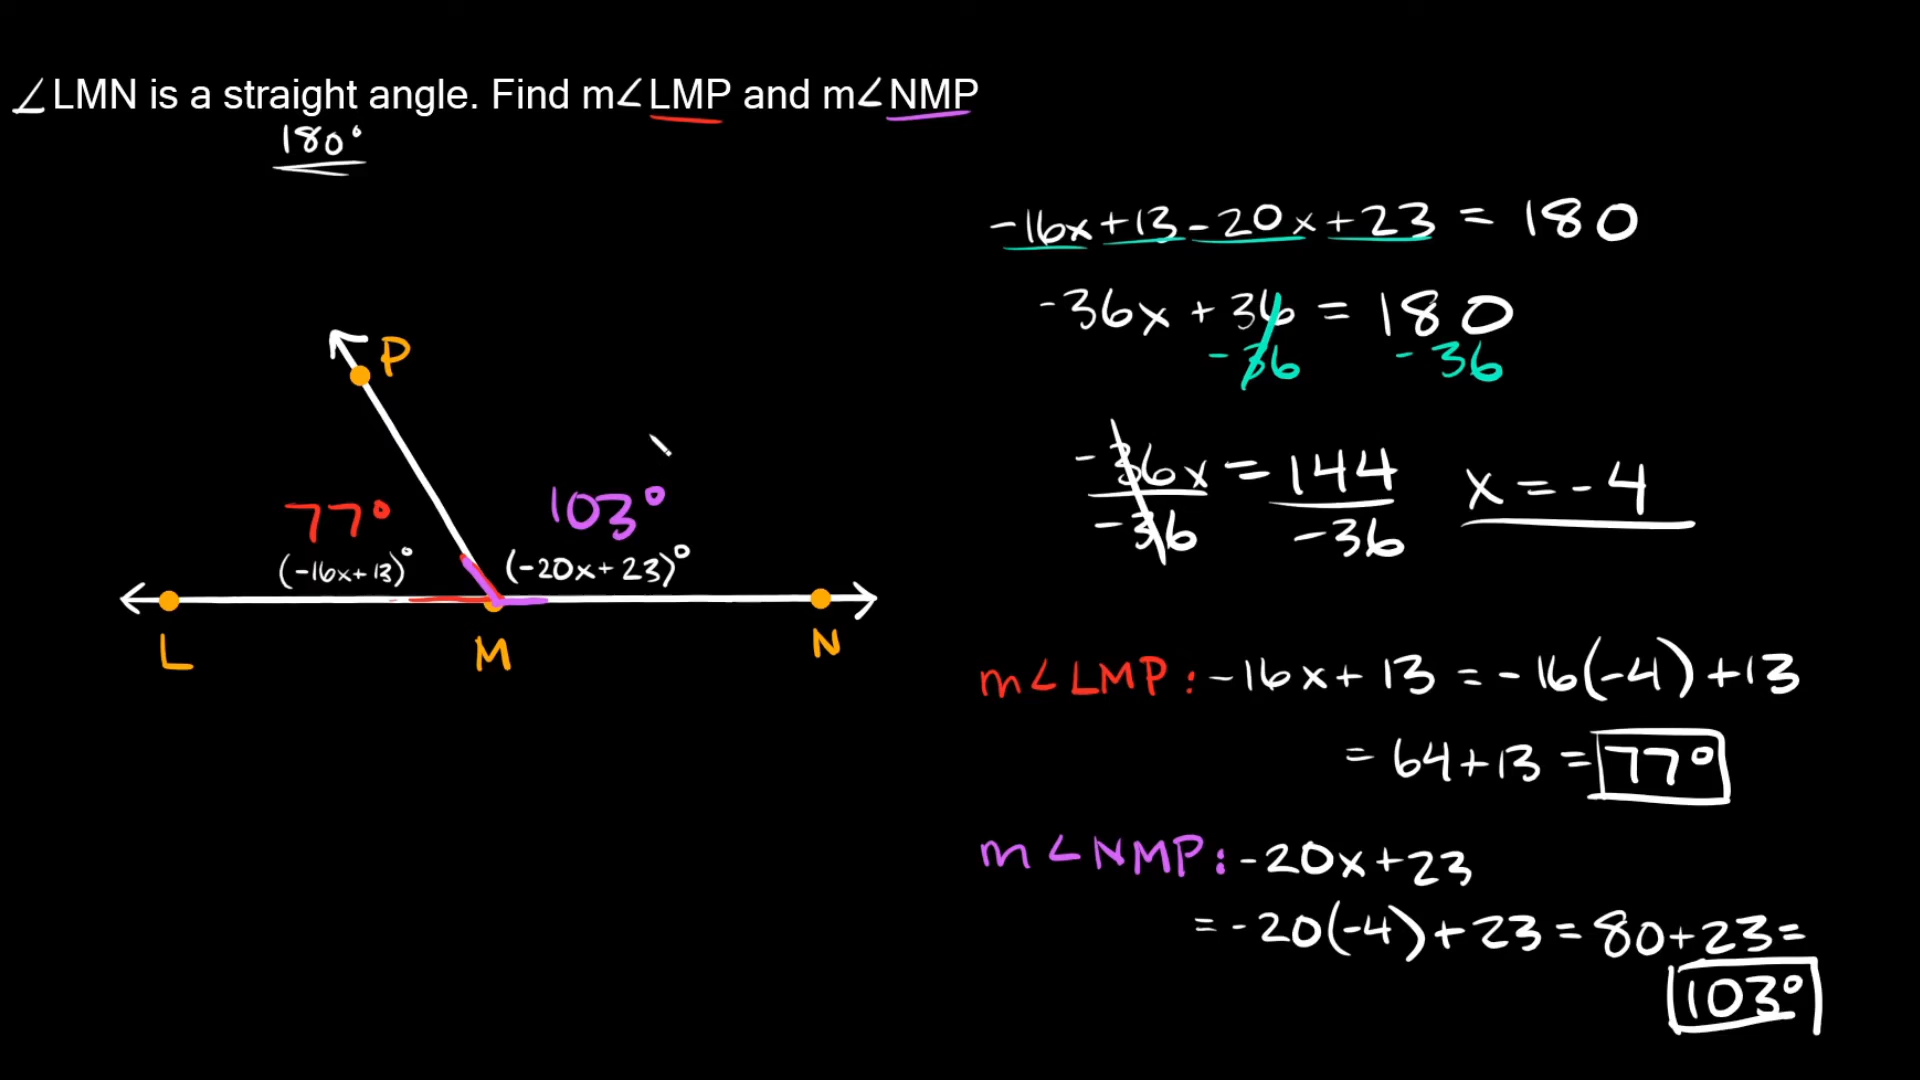 ∠LMN is a straight angle. Find m∠LMP and m∠NMP
180°
-16x+13-20x+23 = 180
-36x + 36 = 180
-36 -36
-36x = 144 x = -4
-36 -36
P
77° 103°
(-16x+13)° (-20x+23)°
L M N
m∠LMP: -16x+13 = -16(-4)+13
= 64+13 = 77°
m∠NMP: -20x+23
= -20(-4)+23 = 80+23 =
103°